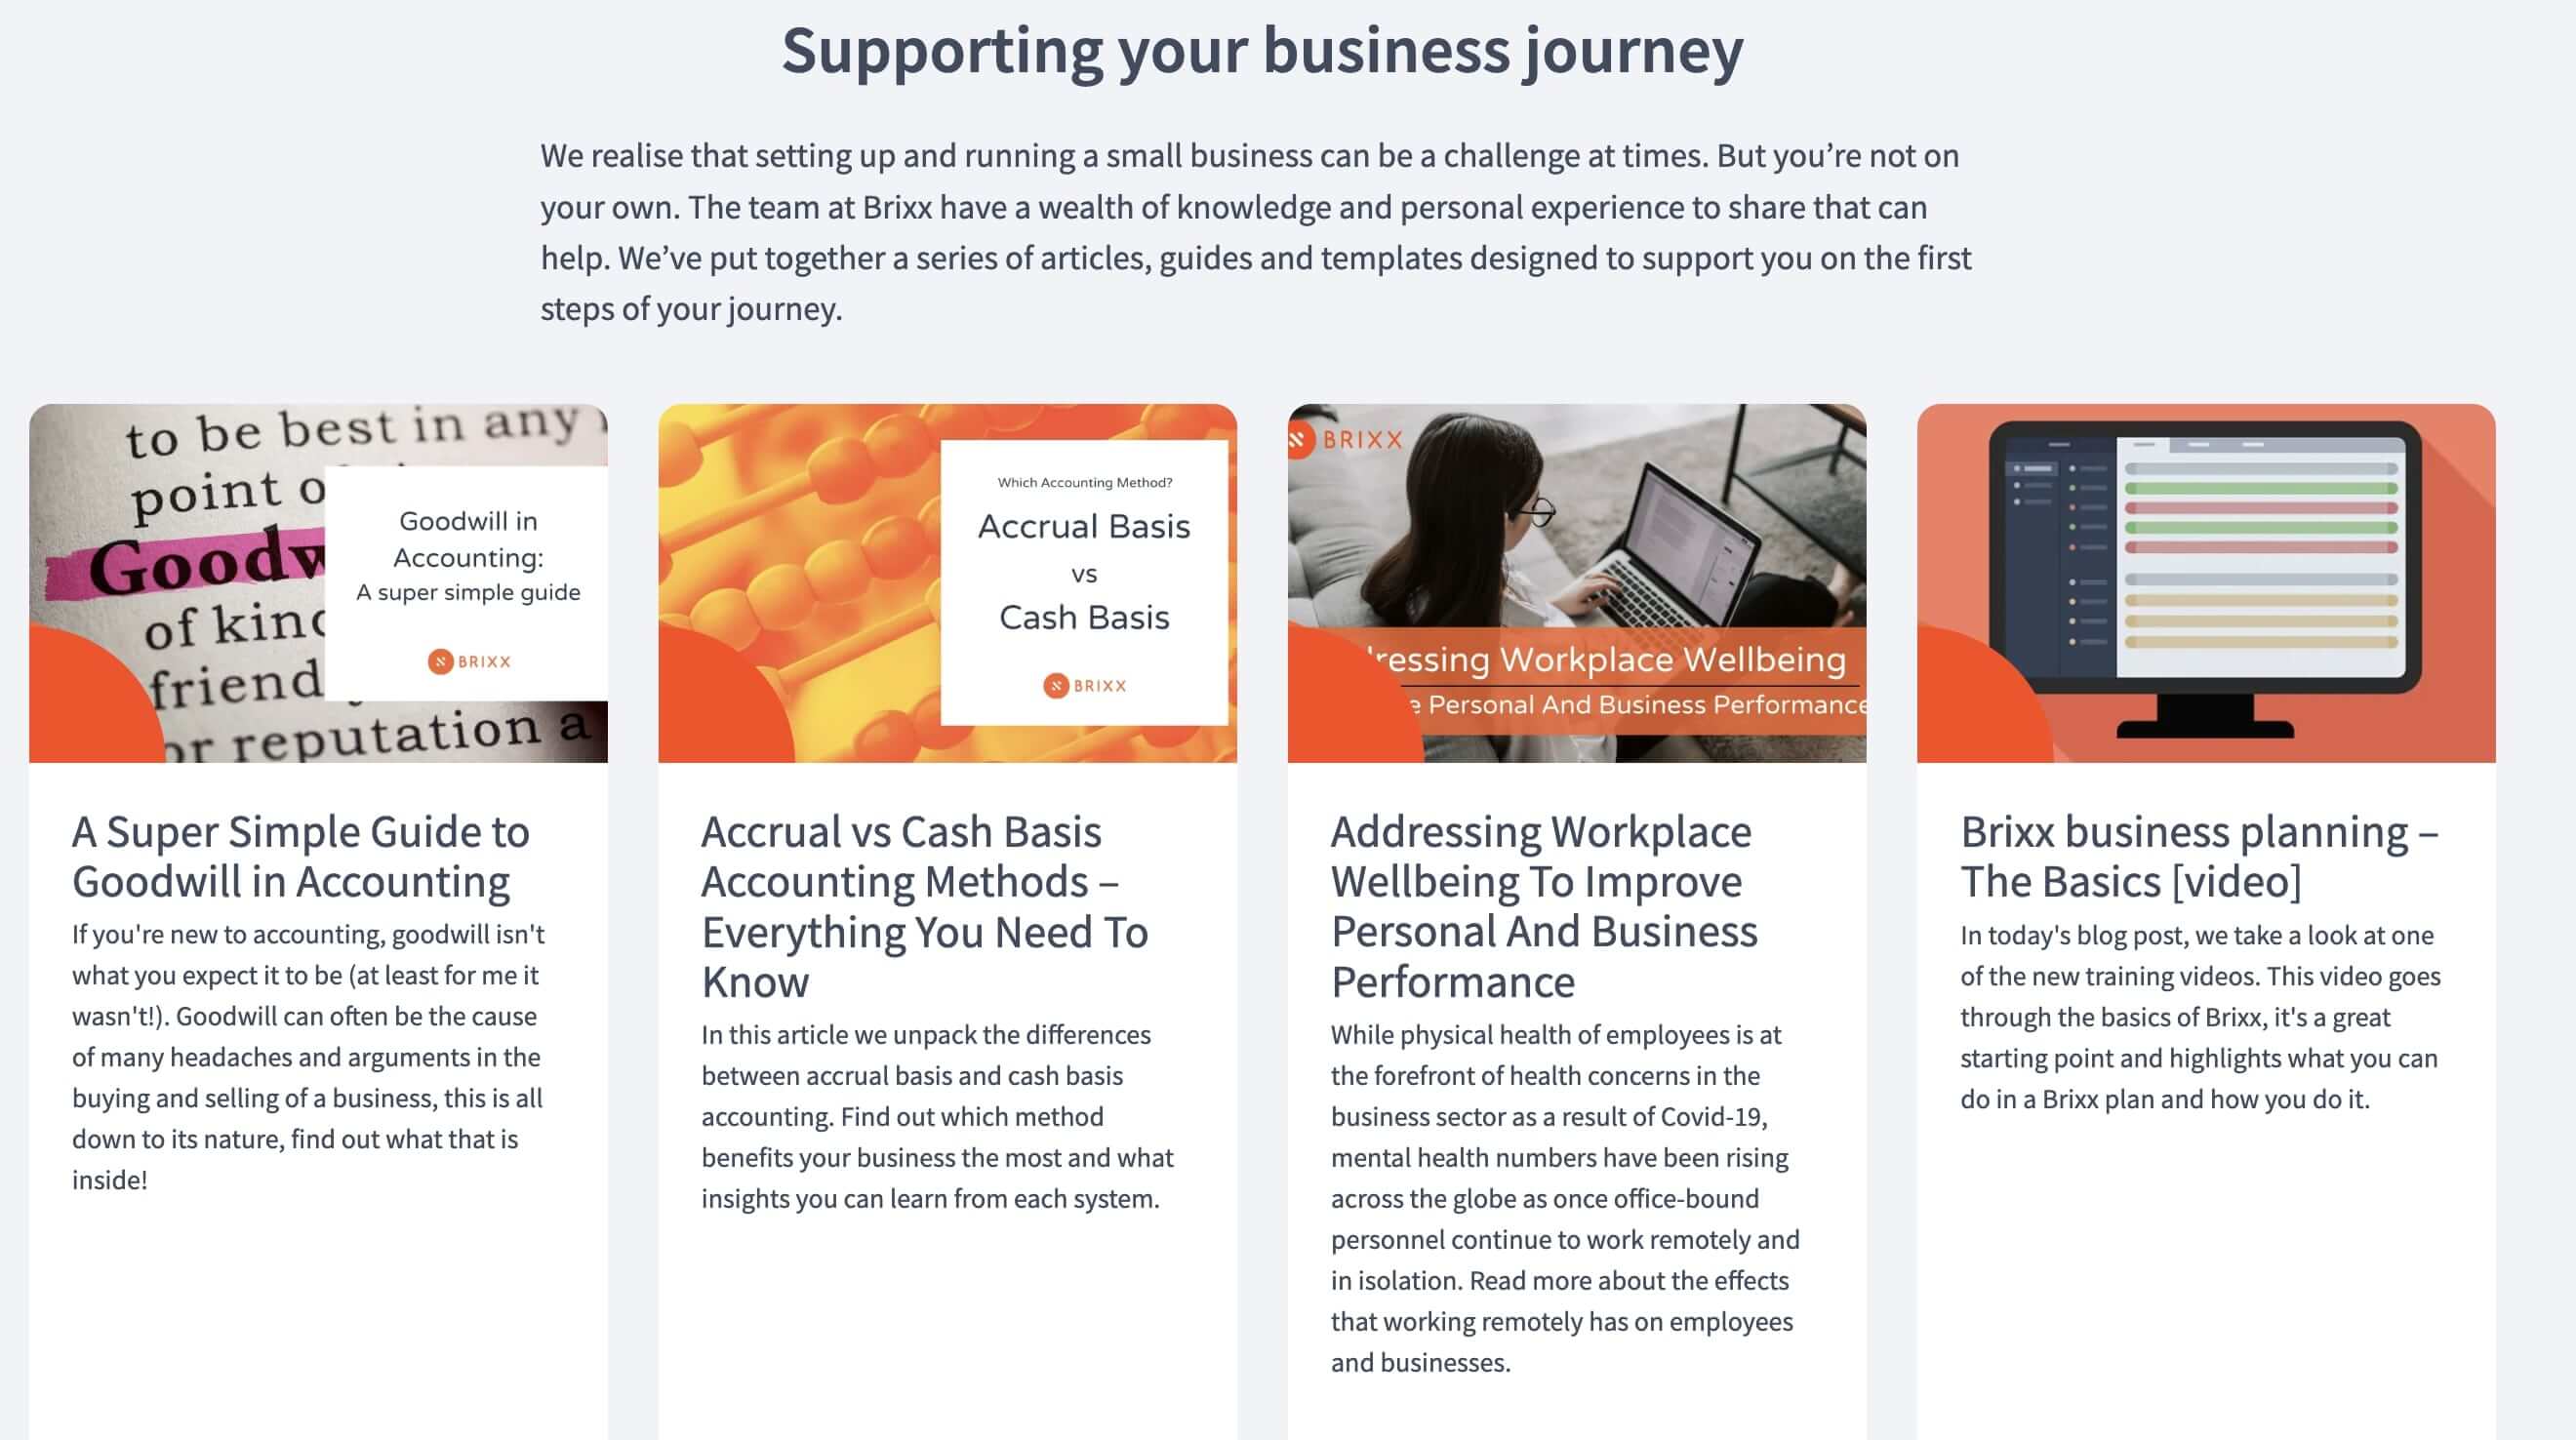 Supporting your business journey
We realise that setting up and running a small business can be a challenge at times. But you’re not on
your own. The team at Brixx have a wealth of knowledge and personal experience to share that can
help. We’ve put together a series of articles, guides and templates designed to support you on the first
steps of your journey.
to be best in any
point o
Goodw
of kind
friend
or reputation a
Goodwill in
Accounting:
A super simple guide
BRIXX
A Super Simple Guide to
Goodwill in Accounting
If you're new to accounting, goodwill isn't
what you expect it to be (at least for me it
wasn't!). Goodwill can often be the cause
of many headaches and arguments in the
buying and selling of a business, this is all
down to its nature, find out what that is
inside!
Which Accounting Method?
Accrual Basis
vs
Cash Basis
BRIXX
Accrual vs Cash Basis
Accounting Methods –
Everything You Need To
Know
In this article we unpack the differences
between accrual basis and cash basis
accounting. Find out which method
benefits your business the most and what
insights you can learn from each system.
BRIXX
ressing Workplace Wellbeing
e Personal And Business Performance
Addressing Workplace
Wellbeing To Improve
Personal And Business
Performance
While physical health of employees is at
the forefront of health concerns in the
business sector as a result of Covid-19,
mental health numbers have been rising
across the globe as once office-bound
personnel continue to work remotely and
in isolation. Read more about the effects
that working remotely has on employees
and businesses.
Brixx business planning –
The Basics [video]
In today's blog post, we take a look at one
of the new training videos. This video goes
through the basics of Brixx, it's a great
starting point and highlights what you can
do in a Brixx plan and how you do it.